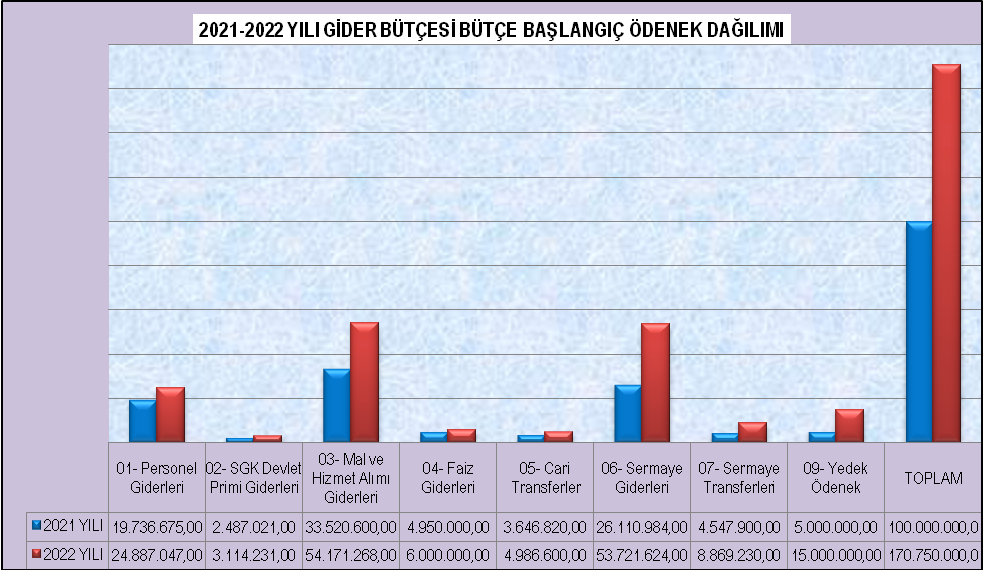 2021-2022 YILI GİDER BÜTÇESİ BÜTÇE BAŞLANGIÇ ÖDENEK DAĞILIMI
01- Personel Giderleri 02- SGK Devlet Primi Giderleri 03- Mal ve Hizmet Alımı Giderleri 04- Faiz Giderleri 05- Cari Transferler 06- Sermaye Giderleri 07- Sermaye Transferleri 09- Yedek Ödenek TOPLAM
2021 YILI 19.736.675,00 2.487.021,00 33.520.600,00 4.950.000,00 3.646.820,00 26.110.984,00 4.547.900,00 5.000.000,00 100.000.000,0
2022 YILI 24.887.047,00 3.114.231,00 54.171.268,00 6.000.000,00 4.986.600,00 53.721.624,00 8.869.230,00 15.000.000,00 170.750.000,0